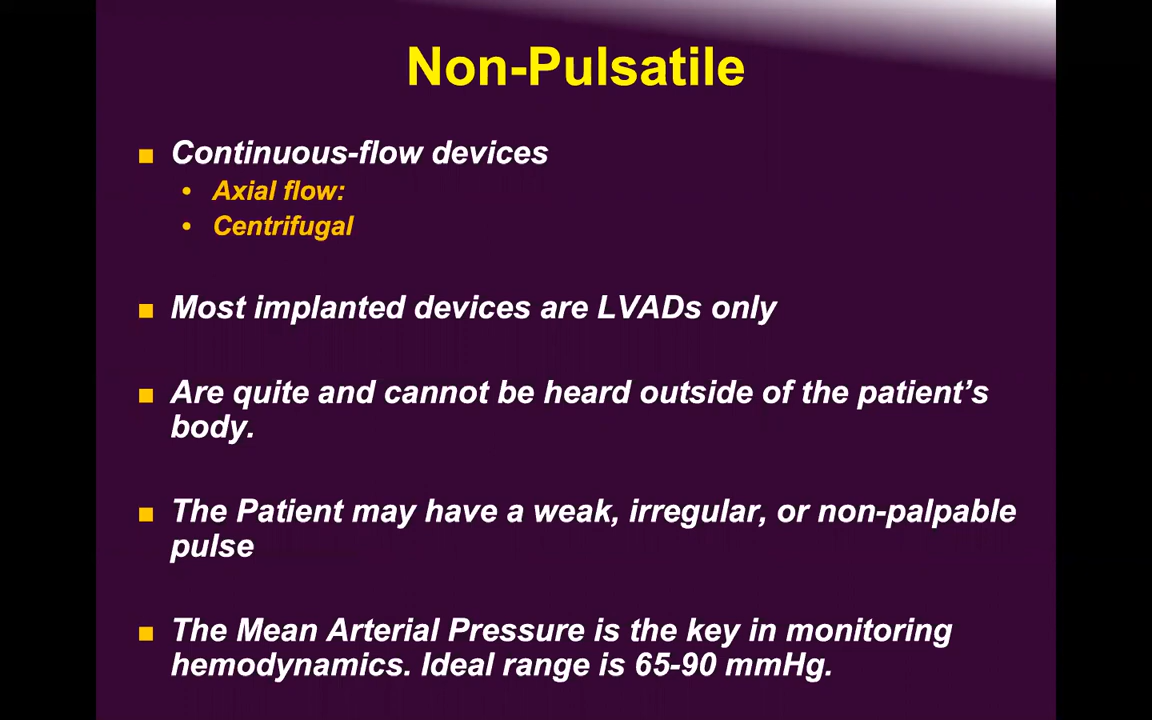 Non-Pulsatile
Continuous-flow devices
Axial flow:
Centrifugal
Most implanted devices are LVADs only
Are quite and cannot be heard outside of the patient’s
body.
The Patient may have a weak, irregular, or non-palpable
pulse
The Mean Arterial Pressure is the key in monitoring
hemodynamics. Ideal range is 65-90 mmHg.